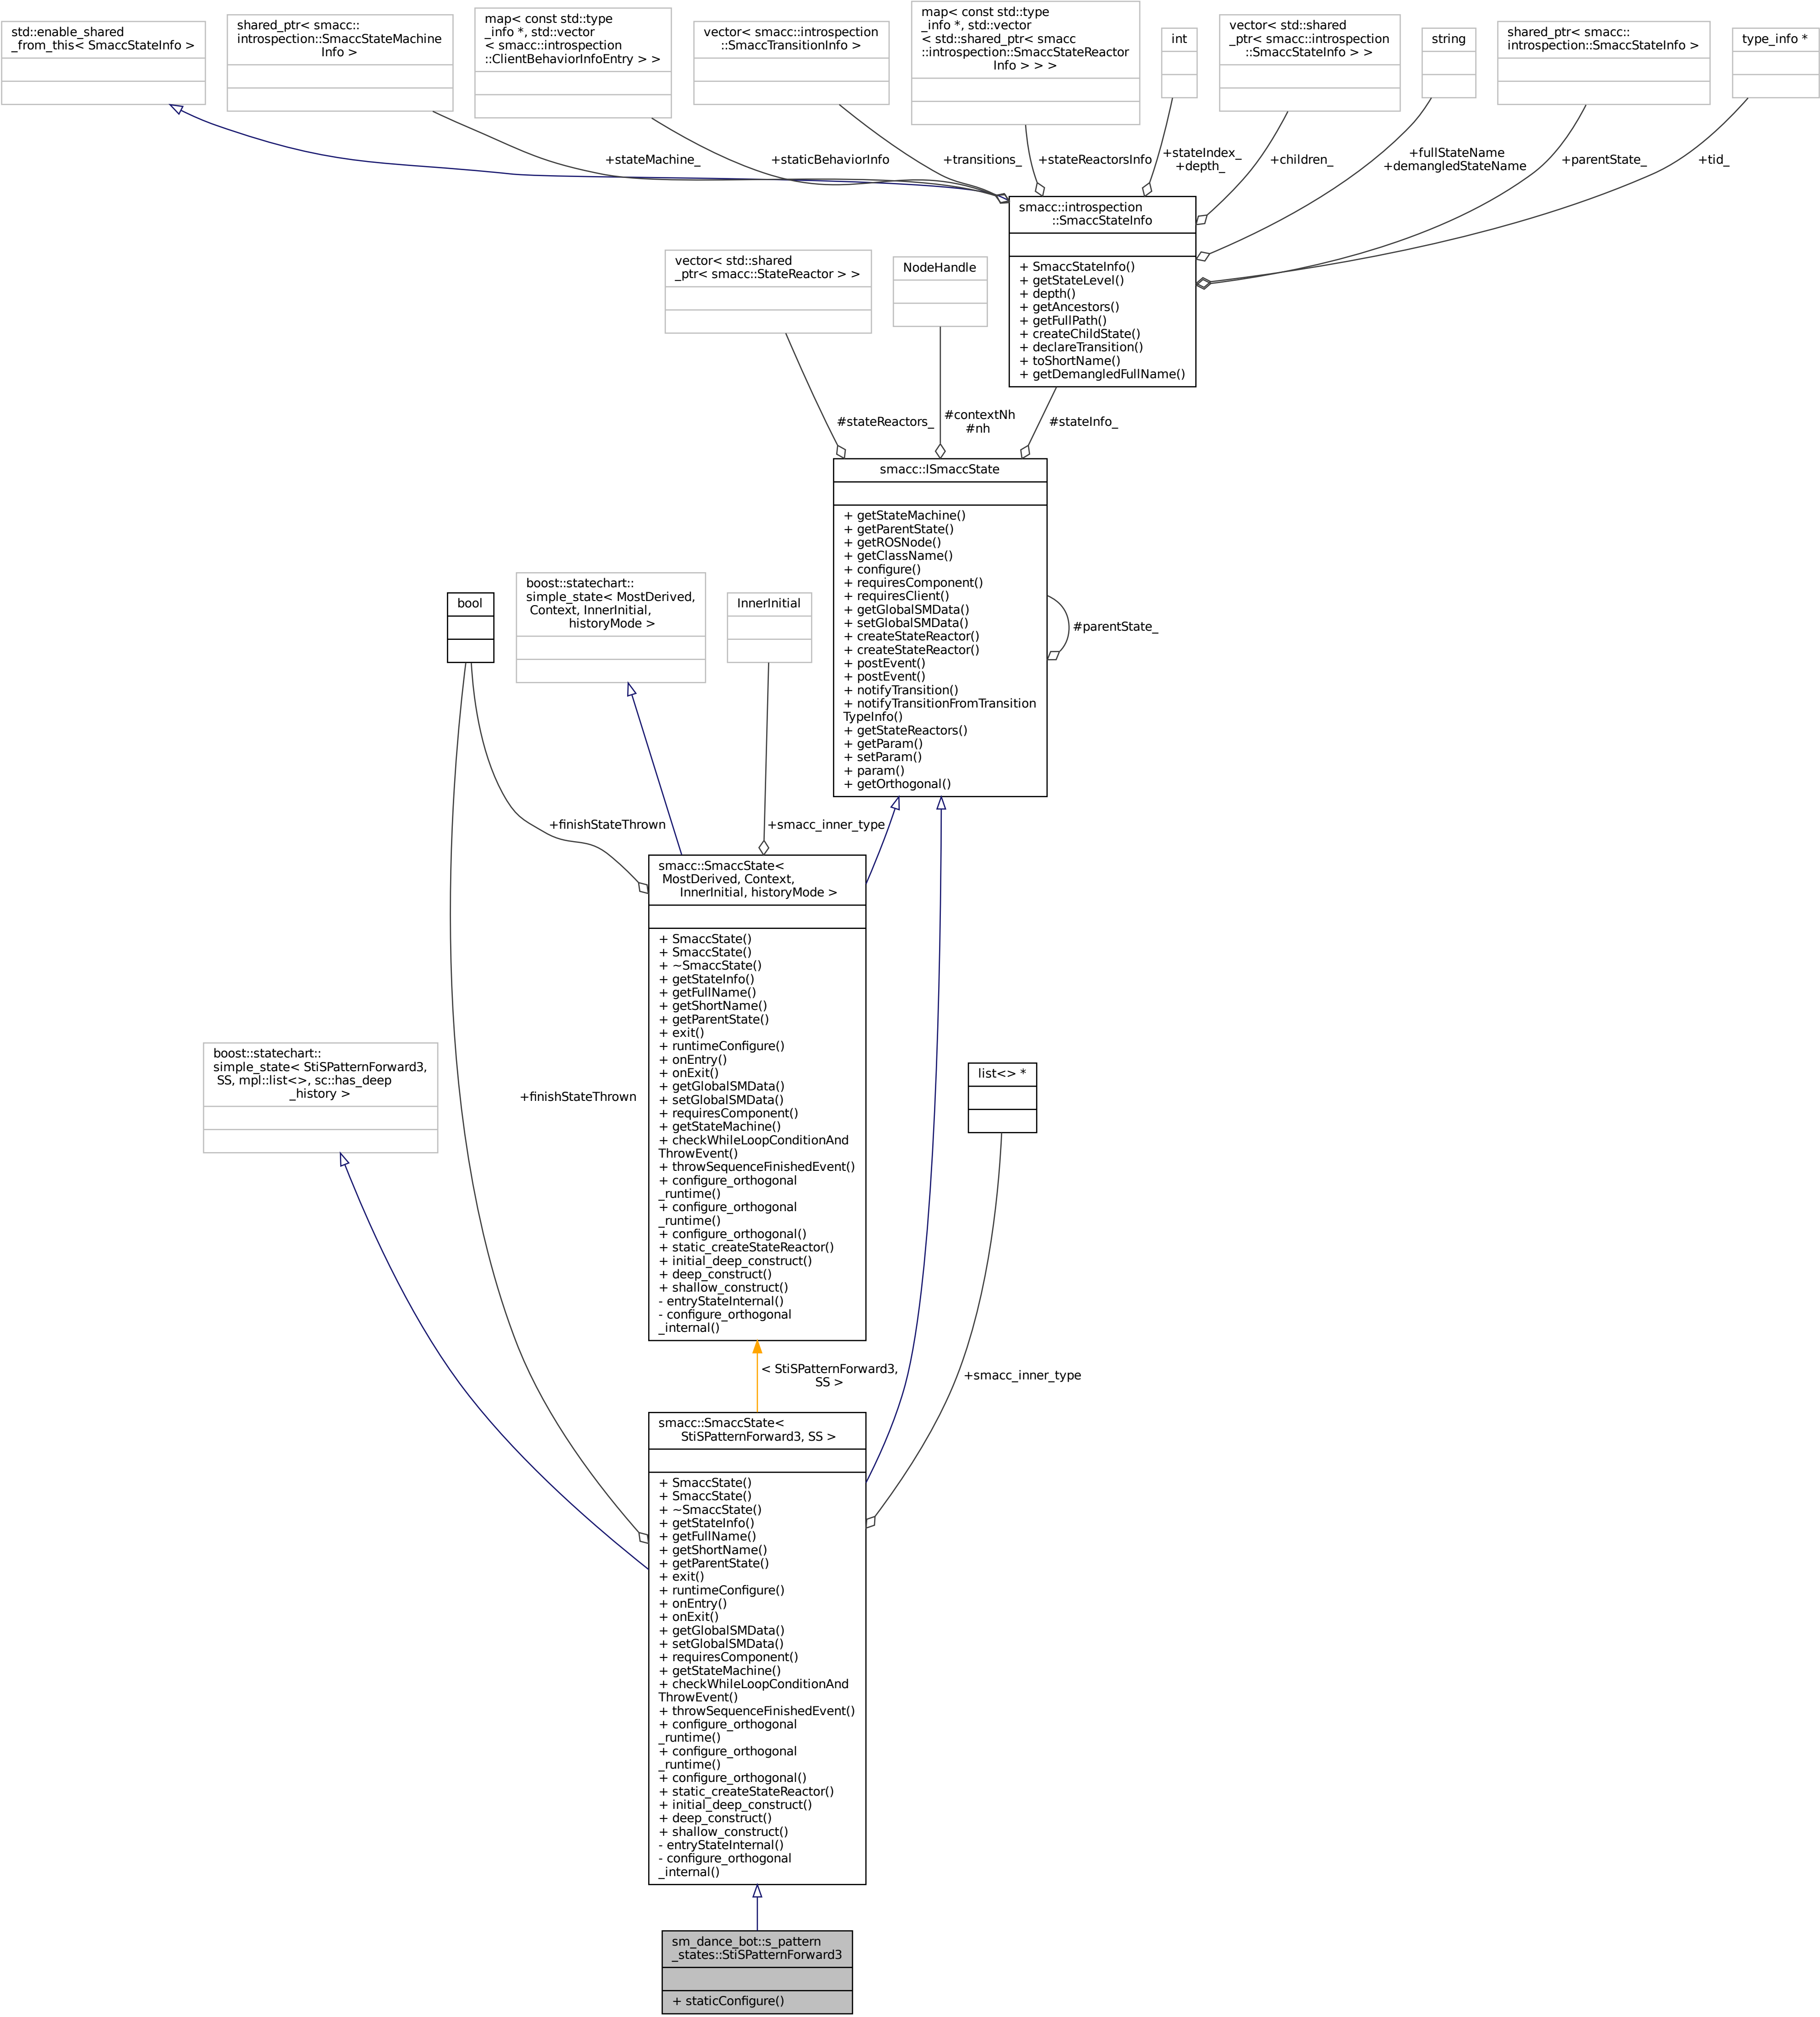 std::enable_shared
_from_this< SmaccStateInfo >
shared_ptr< smacc::
introspection::SmaccStateMachine
Info >
map< const std::type
_info *, std::vector
< smacc::introspection
::ClientBehaviorInfoEntry > >
vector< smacc::introspection
::SmaccTransitionInfo >
map< const std::type
_info *, std::vector
< std::shared_ptr< smacc
::introspection::SmaccStateReactor
Info > > >
int
vector< std::shared
_ptr< smacc::introspection
::SmaccStateInfo > >
string
shared_ptr< smacc::
introspection::SmaccStateInfo >
type_info *
+stateMachine_
+staticBehaviorInfo
+transitions_
+stateReactorsInfo
+stateIndex_
+depth_
+children_
+fullStateName
+demangledStateName
+parentState_
+tid_
smacc::introspection
::SmaccStateInfo
+ SmaccStateInfo()
+ getStateLevel()
+ depth()
+ getAncestors()
+ getFullPath()
+ createChildState()
+ declareTransition()
+ toShortName()
+ getDemangledFullName()
vector< std::shared
_ptr< smacc::StateReactor > >
NodeHandle
#stateReactors_
#contextNh
#nh
#stateInfo_
smacc::ISmaccState
+ getStateMachine()
+ getParentState()
+ getROSNode()
+ getClassName()
+ configure()
+ requiresComponent()
+ requiresClient()
+ getGlobalSMData()
+ setGlobalSMData()
+ createStateReactor()
+ createStateReactor()
+ postEvent()
+ postEvent()
+ notifyTransition()
+ notifyTransitionFromTransition
TypeInfo()
+ getStateReactors()
+ getParam()
+ setParam()
+ param()
+ getOrthogonal()
#parentState_
bool
boost::statechart::
simple_state< MostDerived,
Context, InnerInitial,
historyMode >
InnerInitial
+finishStateThrown
+smacc_inner_type
smacc::SmaccState<
MostDerived, Context,
InnerInitial, historyMode >
+ SmaccState()
+ SmaccState()
+ ~SmaccState()
+ getStateInfo()
+ getFullName()
+ getShortName()
+ getParentState()
+ exit()
+ runtimeConfigure()
+ onEntry()
+ onExit()
+ getGlobalSMData()
+ setGlobalSMData()
+ requiresComponent()
+ getStateMachine()
+ checkWhileLoopConditionAnd
ThrowEvent()
+ throwSequenceFinishedEvent()
+ configure_orthogonal
_runtime()
+ configure_orthogonal
_runtime()
+ configure_orthogonal()
+ static_createStateReactor()
+ initial_deep_construct()
+ deep_construct()
+ shallow_construct()
- entryStateInternal()
- configure_orthogonal
_internal()
boost::statechart::
simple_state< StiSPatternForward3,
SS, mpl::list<>, sc::has_deep
_history >
+finishStateThrown
list<> *
< StiSPatternForward3,
SS >
+smacc_inner_type
smacc::SmaccState<
StiSPatternForward3, SS >
+ SmaccState()
+ SmaccState()
+ ~SmaccState()
+ getStateInfo()
+ getFullName()
+ getShortName()
+ getParentState()
+ exit()
+ runtimeConfigure()
+ onEntry()
+ onExit()
+ getGlobalSMData()
+ setGlobalSMData()
+ requiresComponent()
+ getStateMachine()
+ checkWhileLoopConditionAnd
ThrowEvent()
+ throwSequenceFinishedEvent()
+ configure_orthogonal
_runtime()
+ configure_orthogonal
_runtime()
+ configure_orthogonal()
+ static_createStateReactor()
+ initial_deep_construct()
+ deep_construct()
+ shallow_construct()
- entryStateInternal()
- configure_orthogonal
_internal()
sm_dance_bot::s_pattern
_states::StiSPatternForward3
+ staticConfigure()